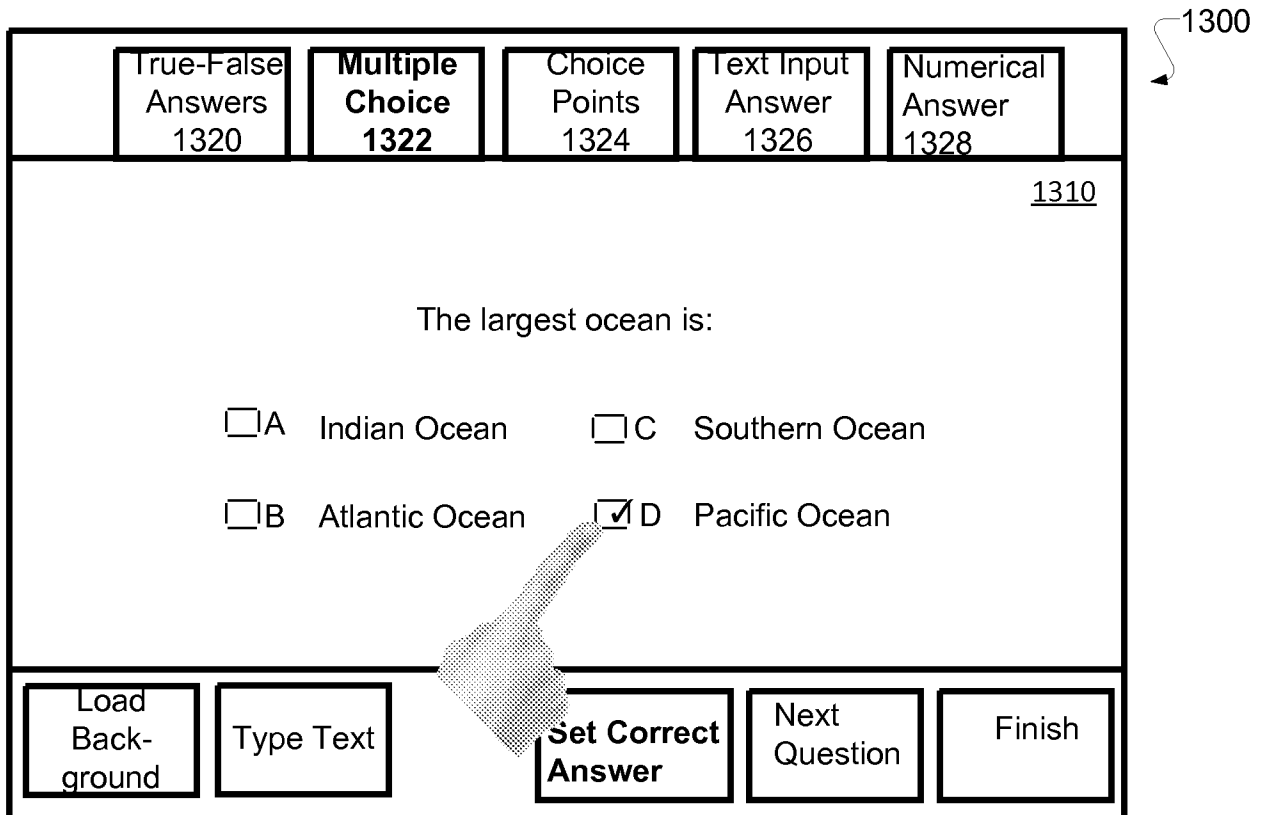 1300
True-False
Answers
1320
Multiple
Choice
1322
Choice
Points
1324
Text Input
Answer
1326
Numerical
Answer
1328
1310
The largest ocean is:
A Indian Ocean
C Southern Ocean
B Atlantic Ocean
D Pacific Ocean
Load
Back-
ground
Type Text
Set Correct
Answer
Next
Question
Finish